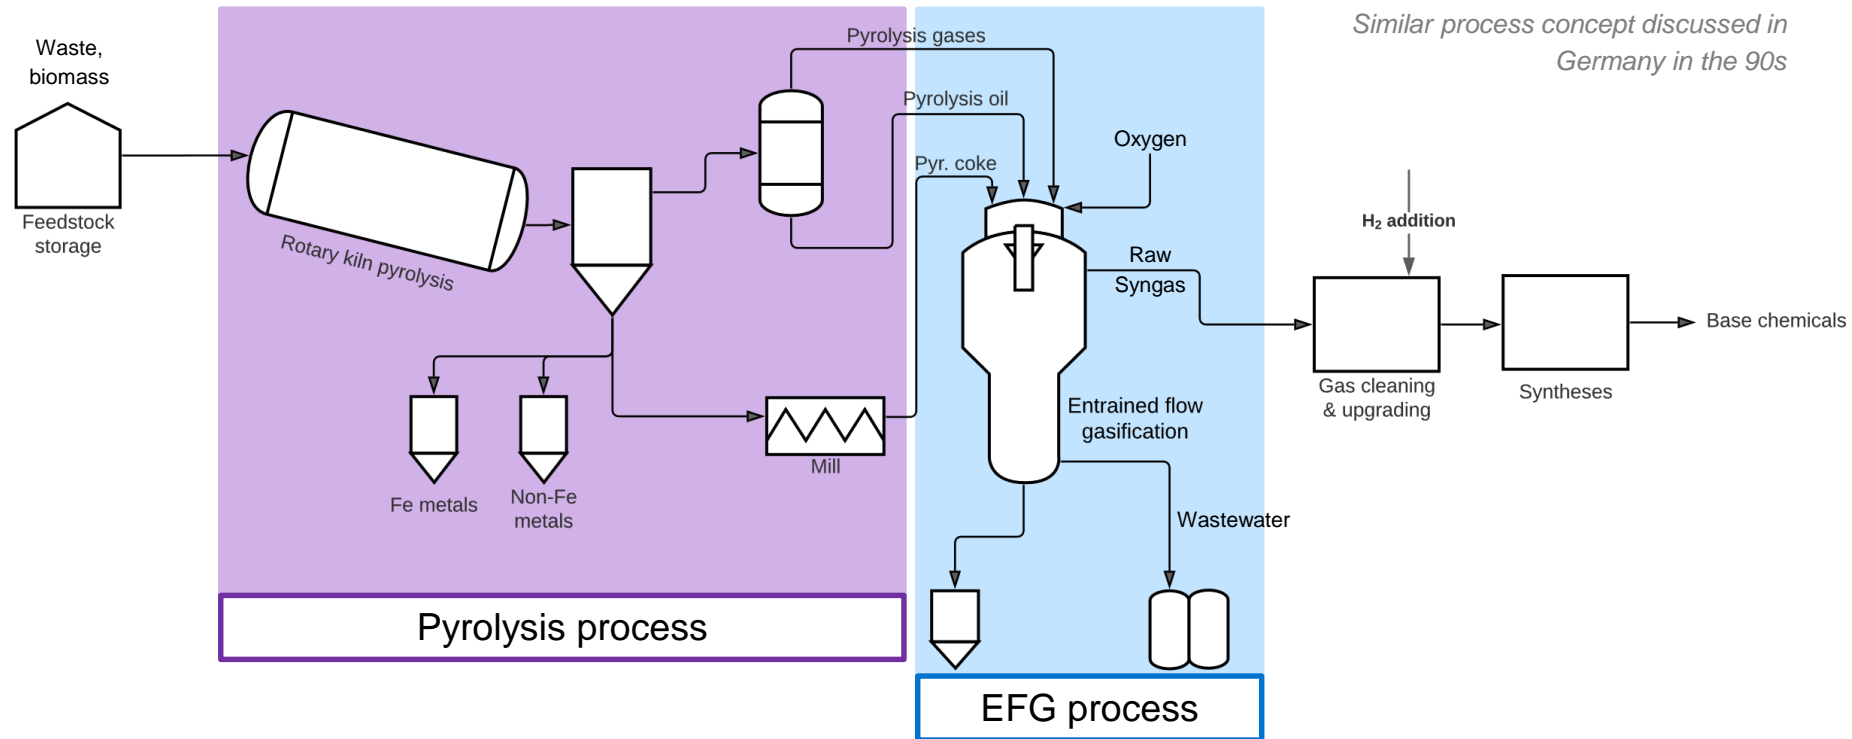 Similar process concept discussed in
Germany in the 90s
Waste,
biomass
Feedstock
storage
Rotary kiln pyrolysis
Pyrolysis gases
Pyrolysis oil
Pyr. coke
Oxygen
Raw
Syngas
H₂ addition
Gas cleaning
& upgrading
Syntheses
Base chemicals
Fe metals
Non-Fe
metals
Mill
Entrained flow
gasification
Wastewater
Pyrolysis process
EFG process